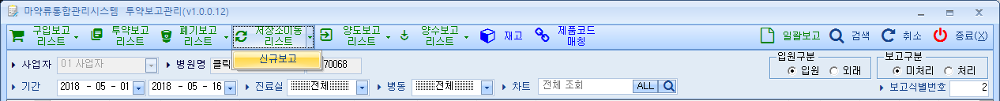 마약류통합관리시스템 투약보고관리(v1.0.0.12)
구입보고 리스트 투약보고 리스트 폐기보고 리스트 저장소이동 리스트 양도보고 리스트 양수보고 리스트 재고 제품코드 매칭 일괄보고 검색 취소 종료(X)
신규보고
사업자 01 사업자 병원명 클릭 70068 입원구분 입원 외래 보고구분 미처리 처리
기간 2018 - 05 - 01 2018 - 05 - 16 진료실 전체 병동 전체 차트 전체 조회 ALL 보고식별번호 2